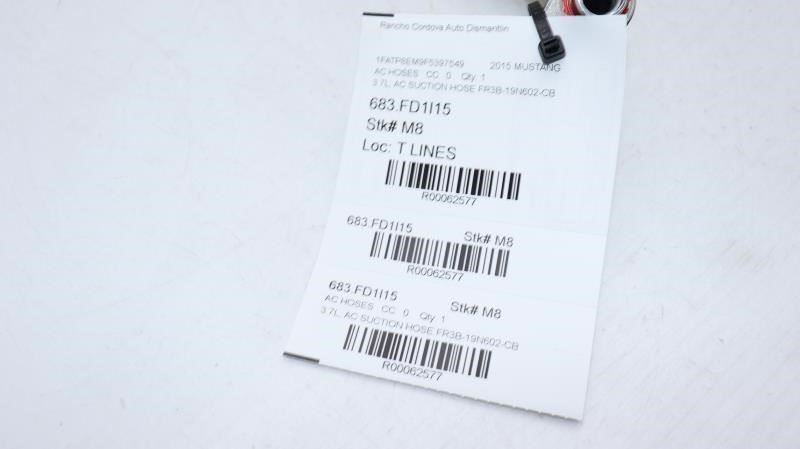 Rancho Cordova Auto Dismantlin
1FATP8EM9F5397549 2015 MUSTANG
AC HOSES CC 0 Qty 1
3.7L, AC SUCTION HOSE FR3B-19N602-CB
683.FD1I15
Stk# M8
Loc: T LINES
R00062577
683.FD1I15 Stk# M8
R00062577
683.FD1I15 Stk# M8
AC HOSES CC 0 Qty 1
3.7L, AC SUCTION HOSE FR3B-19N602-CB
R00062577